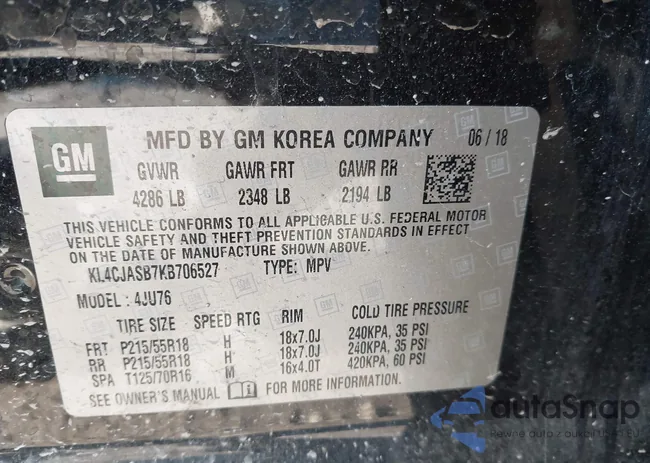 GM
MFD BY GM KOREA COMPANY 06 / 18
GVWR GAWR FRT GAWR RR
4286 LB 2348 LB 2194 LB
THIS VEHICLE CONFORMS TO ALL APPLICABLE U.S. FEDERAL MOTOR
VEHICLE SAFETY AND THEFT PREVENTION STANDARDS IN EFFECT
ON THE DATE OF MANUFACTURE SHOWN ABOVE.
KL4CJASB7KB706527 TYPE: MPV
MODEL : 4JU76
TIRE SIZE SPEED RTG RIM COLD TIRE PRESSURE
FRT P215/55R18 H 18x7.0J 240KPA, 35 PSI
RR P215/55R18 H 18x7.0J 240KPA, 35 PSI
SPA T125/70R16 M 16x4.0T 420KPA, 60 PSI
SEE OWNER'S MANUAL FOR MORE INFORMATION.
autoSnap